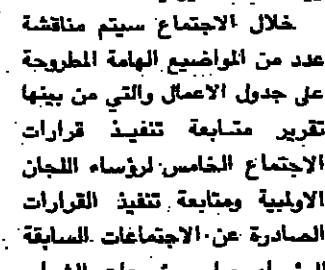 خلال الاجتماع سيتم مناقشة
عدد من المواضيع الهامة المطروحة
على جدول الاعمال والتي من بينها
تقرير متابعة تنفيذ قرارات
الاجتماع الخامس لرؤساء اللجان
الاولمبية ومتابعة تنفيذ القرارات
الصادرة عن الاجتماعات السابقة